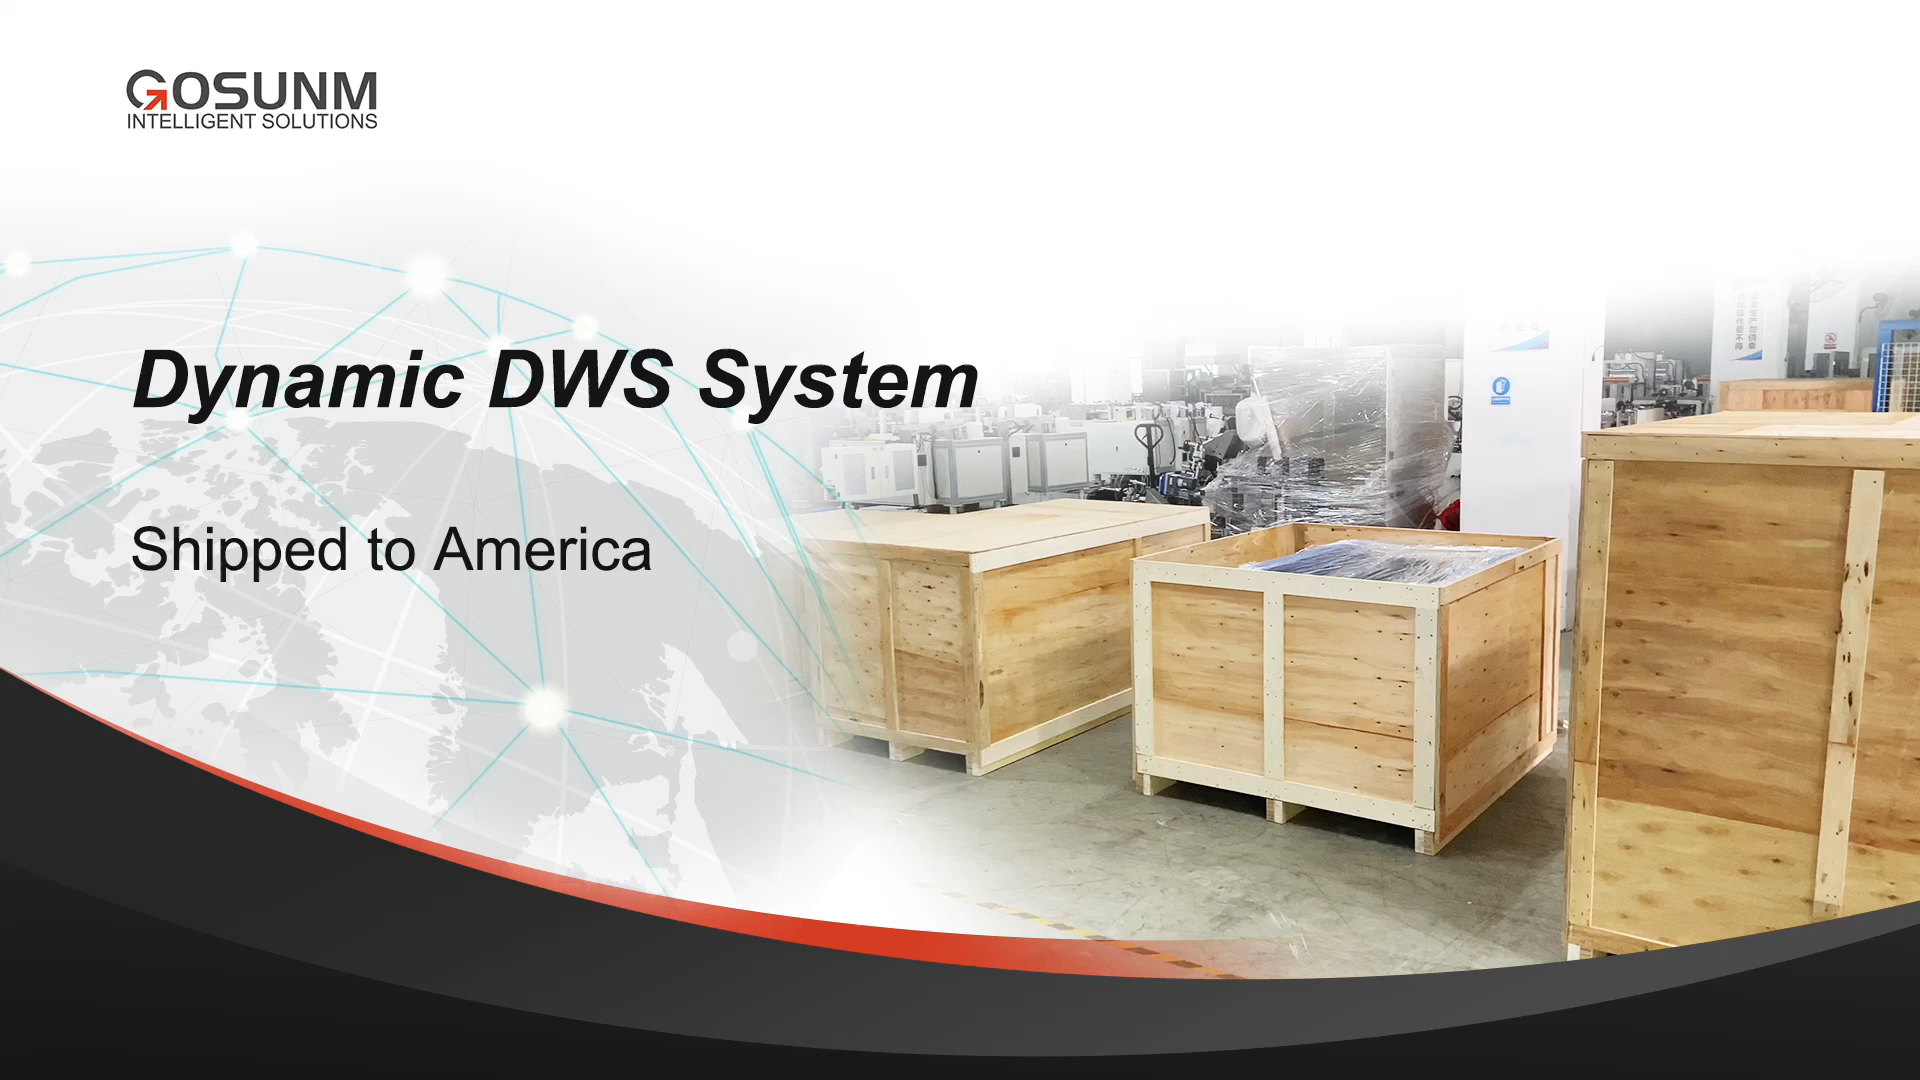 GOSUNM
INTELLIGENT SOLUTIONS
Dynamic DWS System
Shipped to America